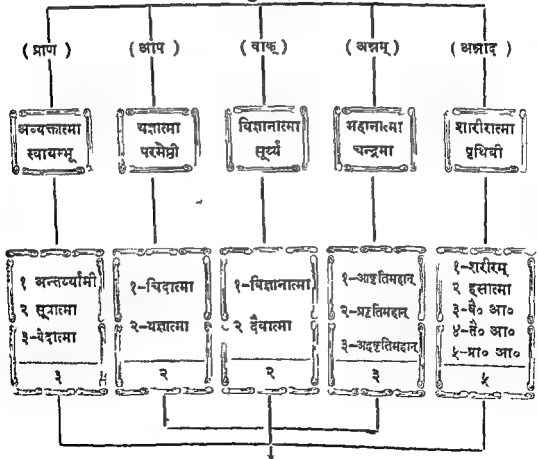 (प्राण) (आप) (वाक्) (अन्नम्) (अन्नाद)
अव्यक्तात्मा
स्वायम्भू
यज्ञात्मा
परमेष्ठी
विज्ञानात्मा
सूर्य्य
महानात्मा
चन्द्रमा
शारीरात्मा
पृथिवी
१ अन्तर्य्यामी
२ सूत्रात्मा
३-वेदात्मा
३
१-चिदात्मा
२-यज्ञात्मा
२
१-विज्ञानात्मा
२ दैवात्मा
२
१-आकृतिमहान्
२-प्रकृतिमहान्
३-अहङ्कृतिमहान्
३
१-शरीरम्
२ हंसात्मा
३-वै० आ०
४-तै० आ०
५-प्रा० आ०
५